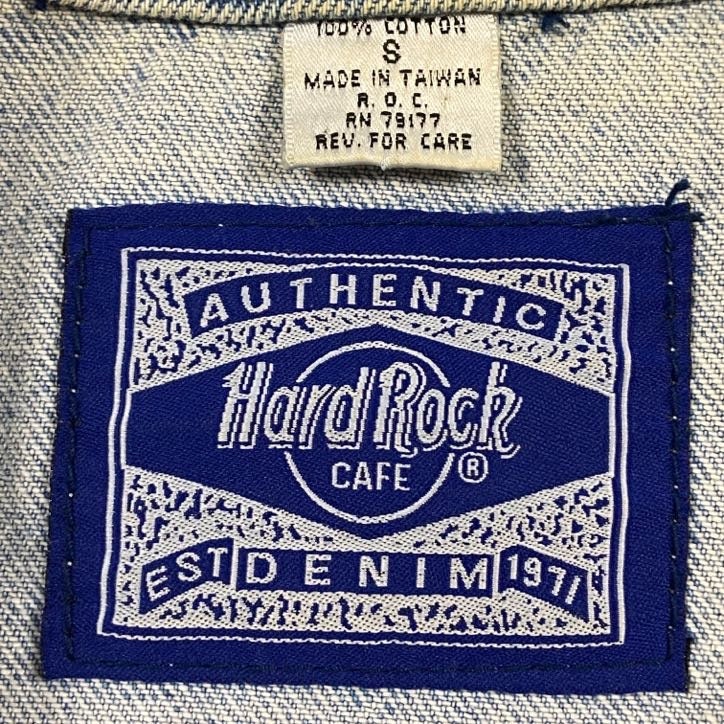 100% COTTON
S
MADE IN TAIWAN
R.O.C.
RN 79177
REV. FOR CARE
AUTHENTIC
Hard Rock
CAFE ®
EST DENIM 1971